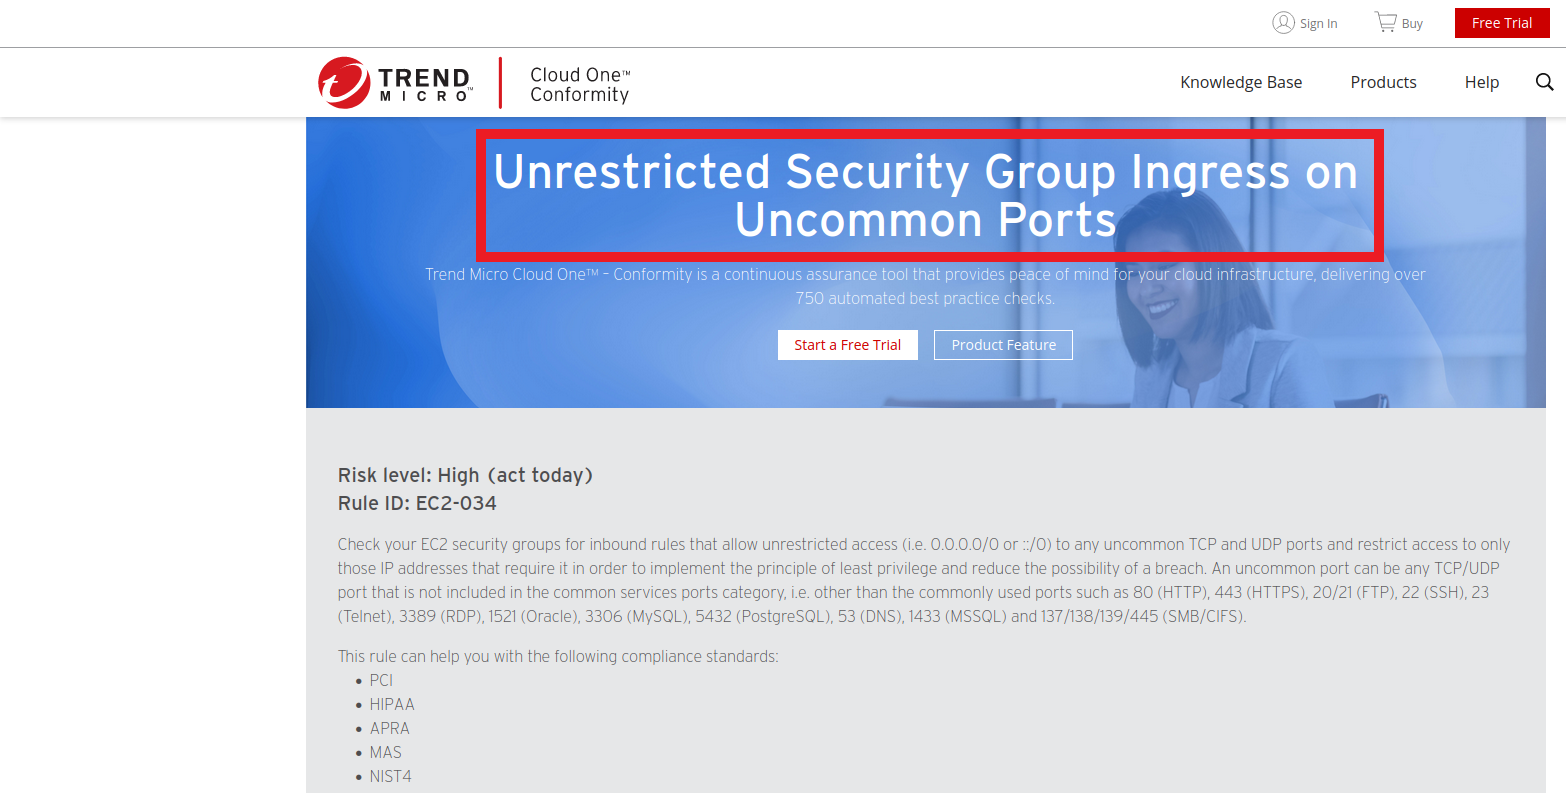 Sign In
Buy
Free Trial
TREND
MICRO™
Cloud One™
Conformity
Knowledge Base
Products
Help
Unrestricted Security Group Ingress on
Uncommon Ports
Trend Micro Cloud One™ – Conformity is a continuous assurance tool that provides peace of mind for your cloud infrastructure, delivering over
750 automated best practice checks.
Start a Free Trial
Product Feature
Risk level: High (act today)
Rule ID: EC2-034
Check your EC2 security groups for inbound rules that allow unrestricted access (i.e. 0.0.0.0/0 or ::/0) to any uncommon TCP and UDP ports and restrict access to only
those IP addresses that require it in order to implement the principle of least privilege and reduce the possibility of a breach. An uncommon port can be any TCP/UDP
port that is not included in the common services ports category, i.e. other than the commonly used ports such as 80 (HTTP), 443 (HTTPS), 20/21 (FTP), 22 (SSH), 23
(Telnet), 3389 (RDP), 1521 (Oracle), 3306 (MySQL), 5432 (PostgreSQL), 53 (DNS), 1433 (MSSQL) and 137/138/139/445 (SMB/CIFS).
This rule can help you with the following compliance standards:
• PCI
• HIPAA
• APRA
• MAS
• NIST4